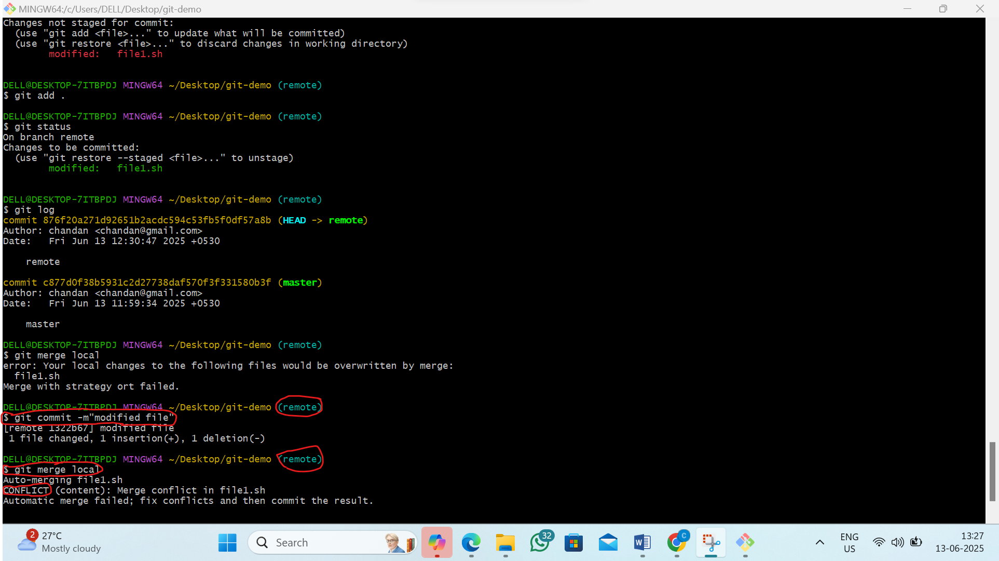 MINGW64:/c/Users/DELL/Desktop/git-demo
Changes not staged for commit:
  (use "git add <file>..." to update what will be committed)
  (use "git restore <file>..." to discard changes in working directory)
        modified:   file1.sh
DELL@DESKTOP-7ITBPDJ MINGW64 ~/Desktop/git-demo (remote)
$ git add .
DELL@DESKTOP-7ITBPDJ MINGW64 ~/Desktop/git-demo (remote)
$ git status
On branch remote
Changes to be committed:
  (use "git restore --staged <file>..." to unstage)
        modified:   file1.sh
DELL@DESKTOP-7ITBPDJ MINGW64 ~/Desktop/git-demo (remote)
$ git log
commit 876f20a271d92651b2acdc594c53fb5f0df57a8b (HEAD -> remote)
Author: chandan <chandan@gmail.com>
Date:   Fri Jun 13 12:30:47 2025 +0530
    remote
commit c877d0f38b5931c2d27738daf570f3f331580b3f (master)
Author: chandan <chandan@gmail.com>
Date:   Fri Jun 13 11:59:34 2025 +0530
    master
DELL@DESKTOP-7ITBPDJ MINGW64 ~/Desktop/git-demo (remote)
$ git merge local
error: Your local changes to the following files would be overwritten by merge:
  file1.sh
Merge with strategy ort failed.
DELL@DESKTOP-7ITBPDJ MINGW64 ~/Desktop/git-demo (remote)
$ git commit -m"modified file"
[remote 1322b67] modified file
 1 file changed, 1 insertion(+), 1 deletion(-)
DELL@DESKTOP-7ITBPDJ MINGW64 ~/Desktop/git-demo (remote)
$ git merge local
Auto-merging file1.sh
CONFLICT (content): Merge conflict in file1.sh
Automatic merge failed; fix conflicts and then commit the result.
2
27°C
Mostly cloudy
Search
32
W
C
ENG
US
13:27
13-06-2025